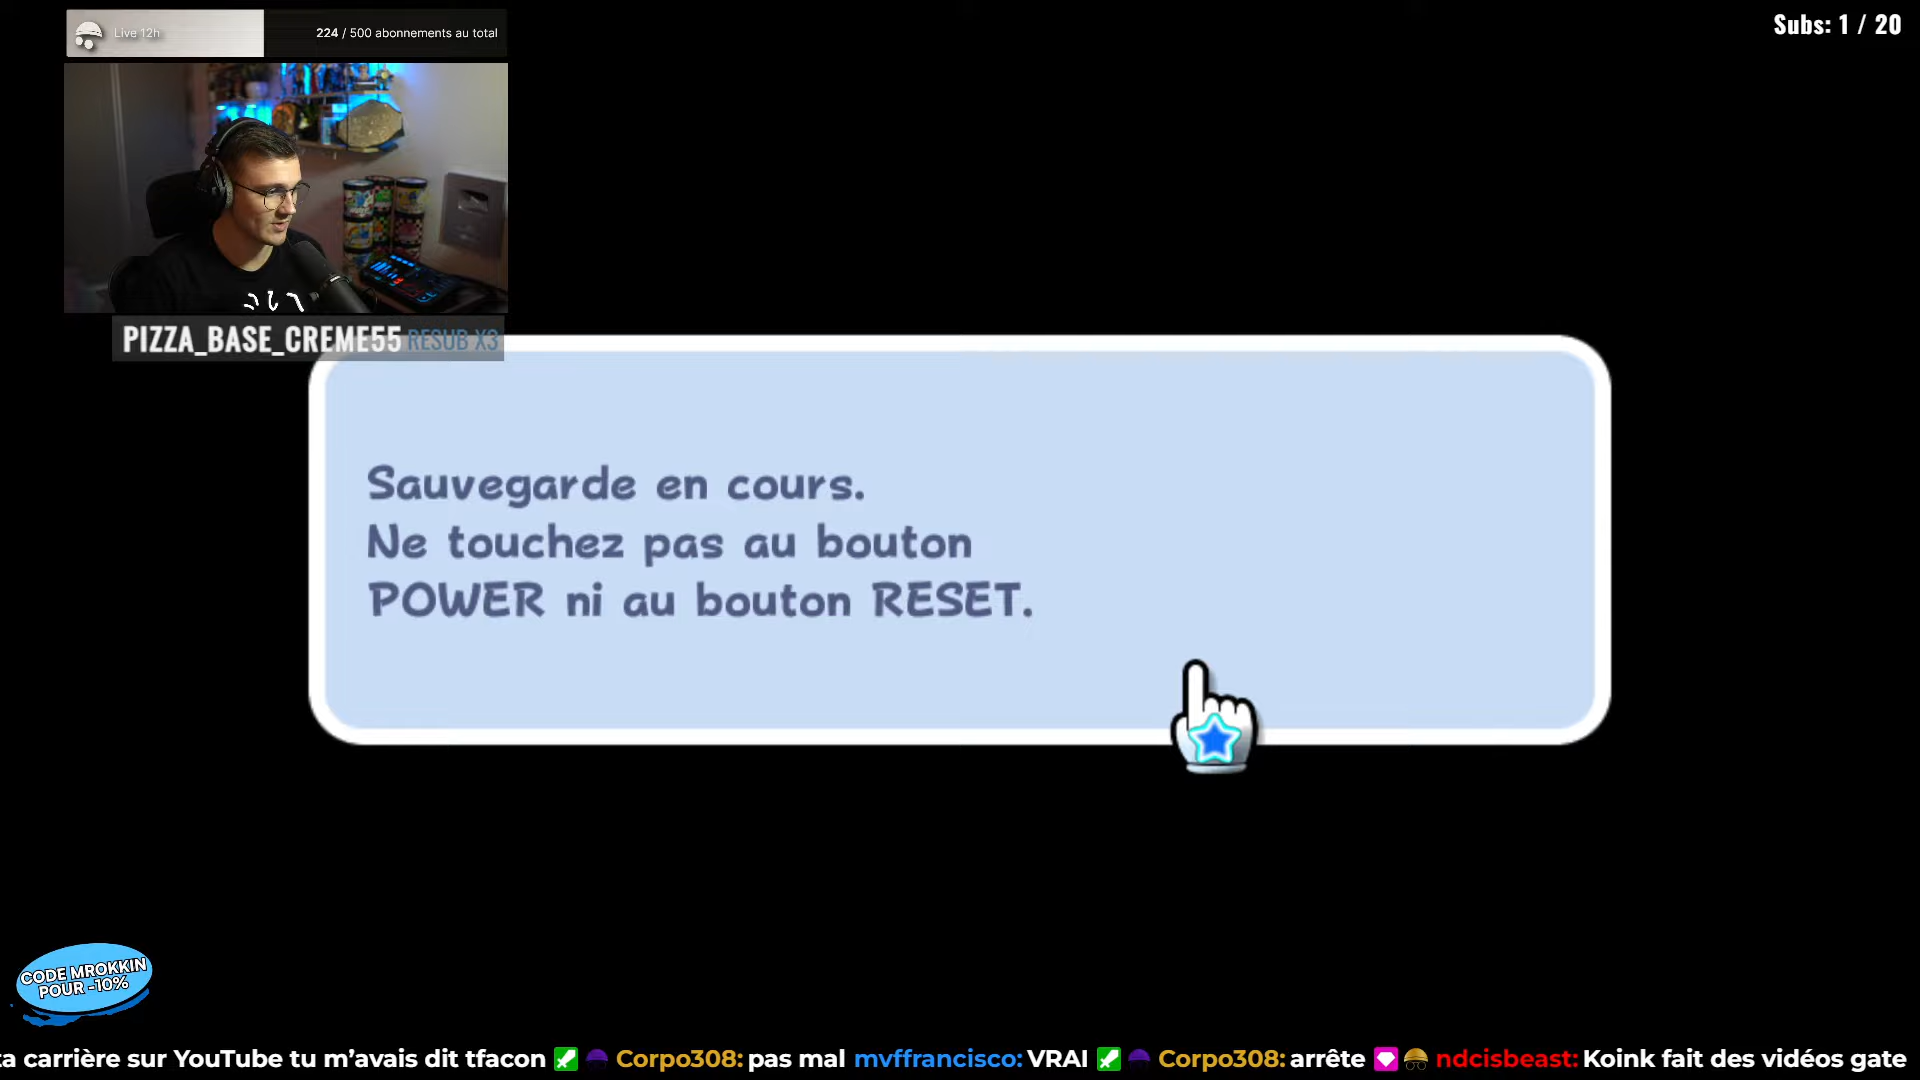 Live 12h
224 / 500 abonnements au total
Subs: 1 / 20
PIZZA_BASE_CREME55 RESUB X3
Sauvegarde en cours.
Ne touchez pas au bouton
POWER ni au bouton RESET.
CODE MROKKIN
POUR -10%
ta carrière sur YouTube tu m'avais dit tfacon Corpo308: pas mal mvffrancisco: VRAI Corpo308: arrête ndcisbeast: Koink fait des vidéos gate